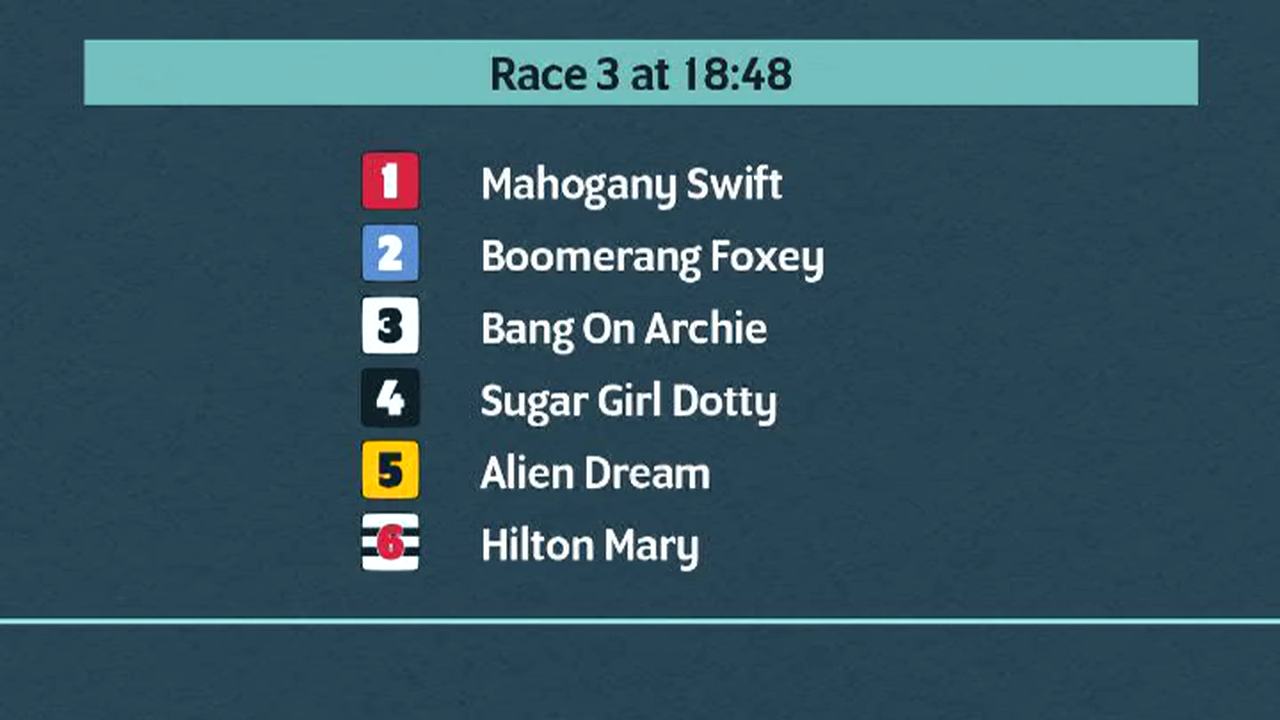 Race 3 at 18:48
1 Mahogany Swift
2 Boomerang Foxey
3 Bang On Archie
4 Sugar Girl Dotty
5 Alien Dream
6 Hilton Mary